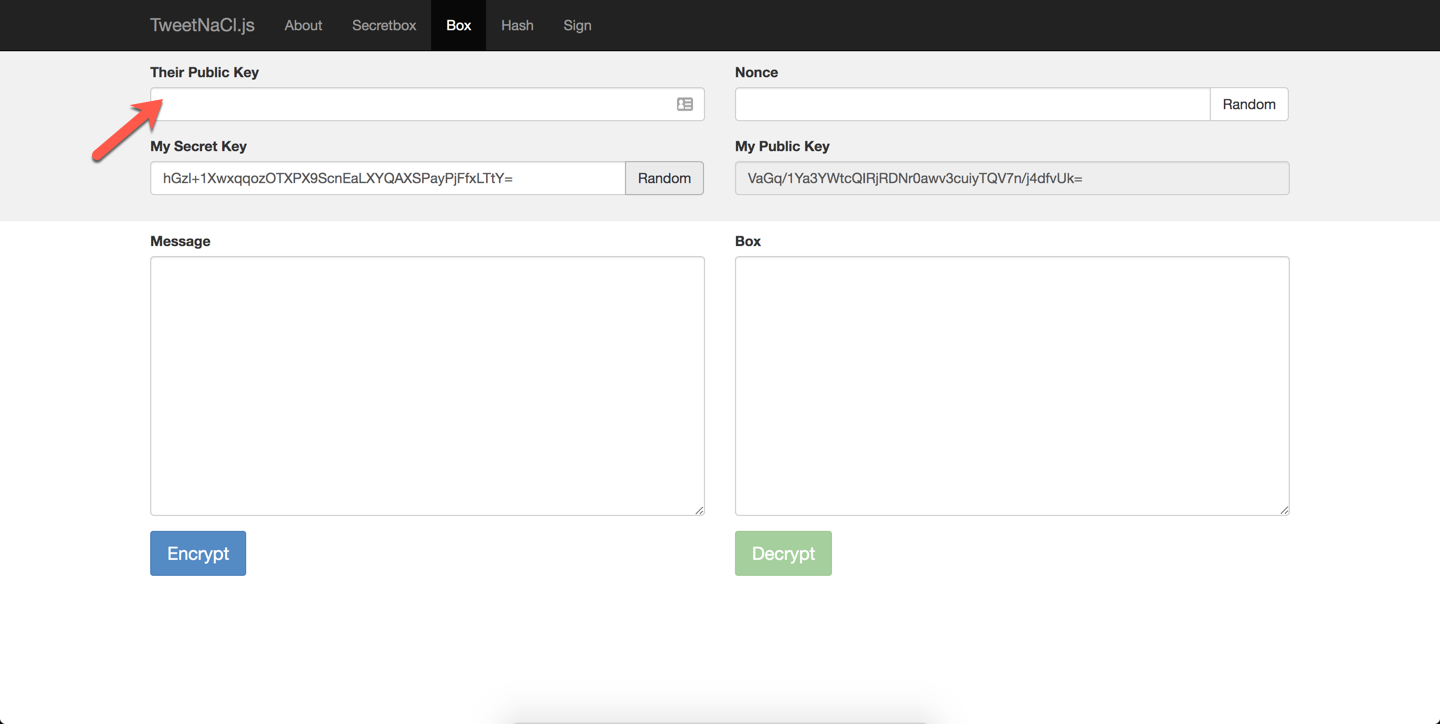 TweetNaCl.js About Secretbox Box Hash Sign
Their Public Key
Nonce
Random
My Secret Key
hGzl+1XwxqqozOTXPX9ScnEaLXYQAXSPayPjFfxLTtY=
Random
My Public Key
VaGq/1Ya3YWtcQIRjRDNr0awv3cuiyTQV7n/j4dfvUk=
Message
Box
Encrypt
Decrypt